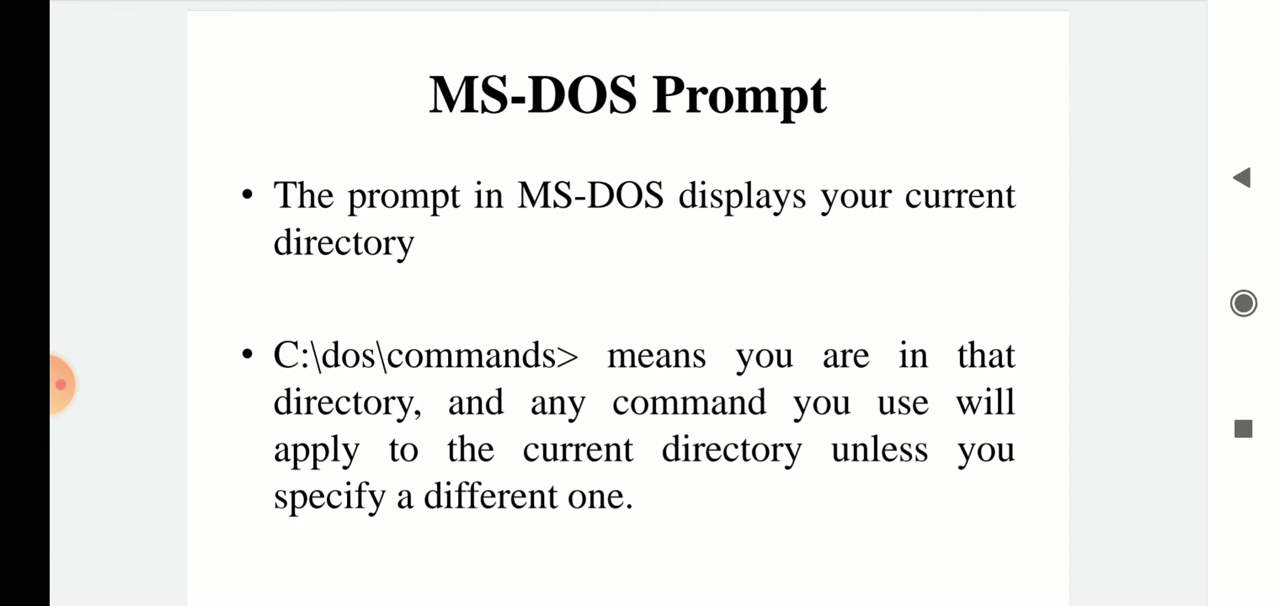 MS-DOS Prompt
• The prompt in MS-DOS displays your current
directory
• C:\dos\commands> means you are in that
directory, and any command you use will
apply to the current directory unless you
specify a different one.